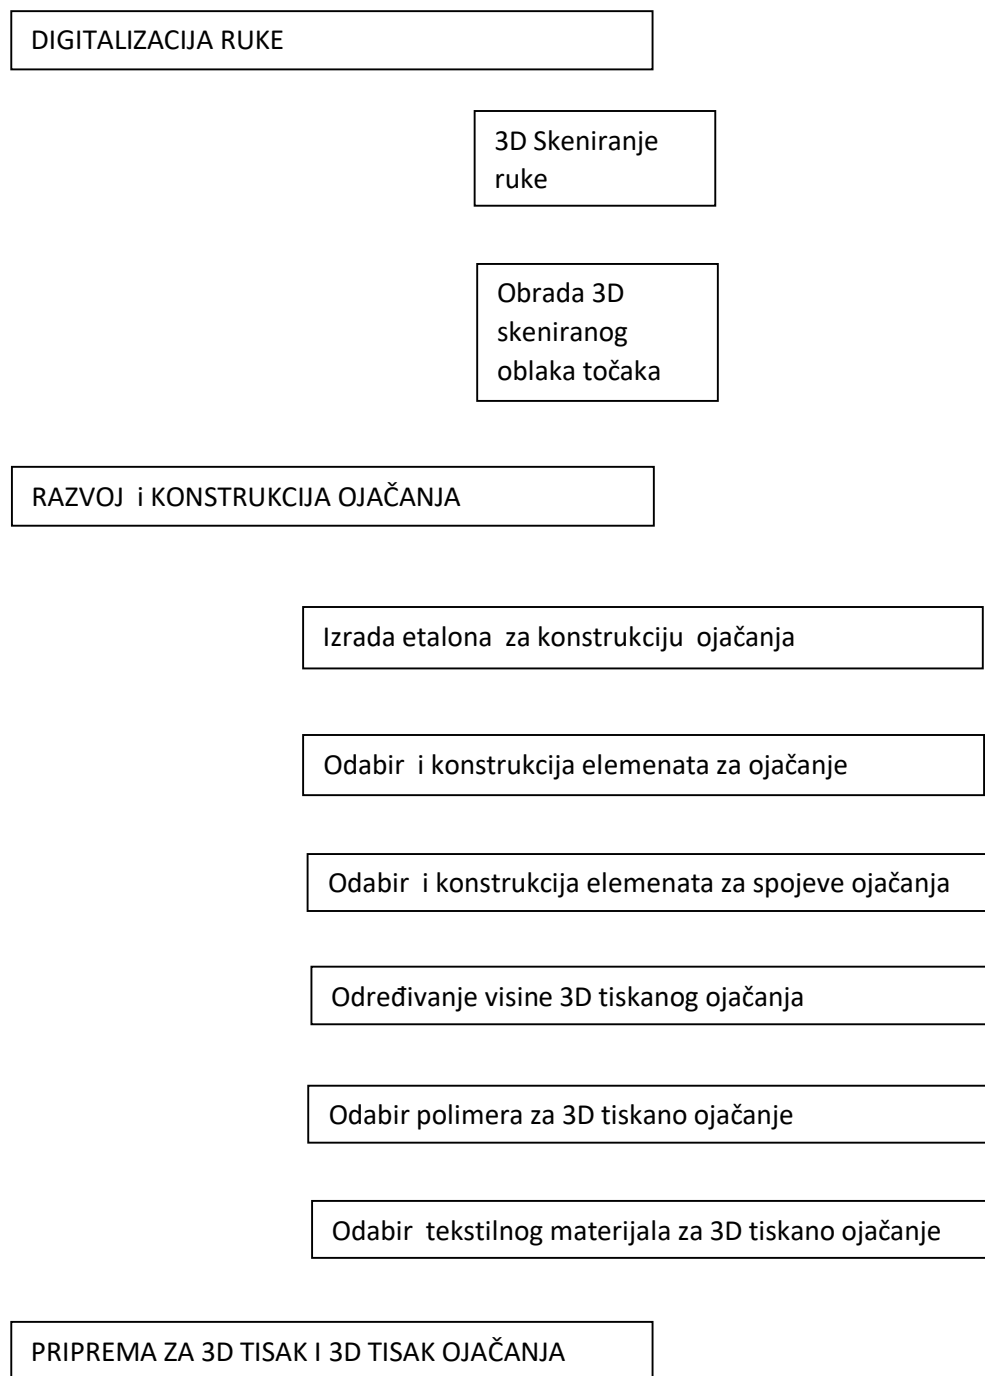 DIGITALIZACIJA RUKE
3D Skeniranje
ruke
Obrada 3D
skeniranog
oblaka točaka
RAZVOJ i KONSTRUKCIJA OJAČANJA
Izrada etalona za konstrukciju ojačanja
Odabir i konstrukcija elemenata za ojačanje
Odabir i konstrukcija elemenata za spojeve ojačanja
Određivanje visine 3D tiskanog ojačanja
Odabir polimera za 3D tiskano ojačanje
Odabir tekstilnog materijala za 3D tiskano ojačanje
PRIPREMA ZA 3D TISAK I 3D TISAK OJAČANJA